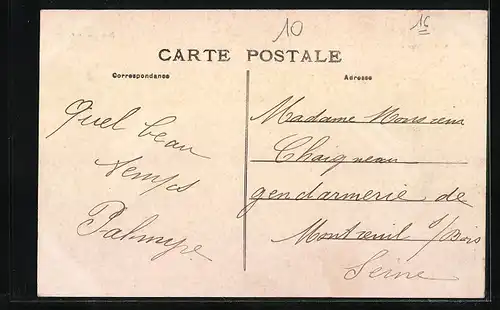 10
15
CARTE POSTALE
Correspondance
Adresse
Quel beau
temps
Palmyre
Madame Monsieur
Chaigneau
gendarmerie de
Montreuil s/Bois
Seine